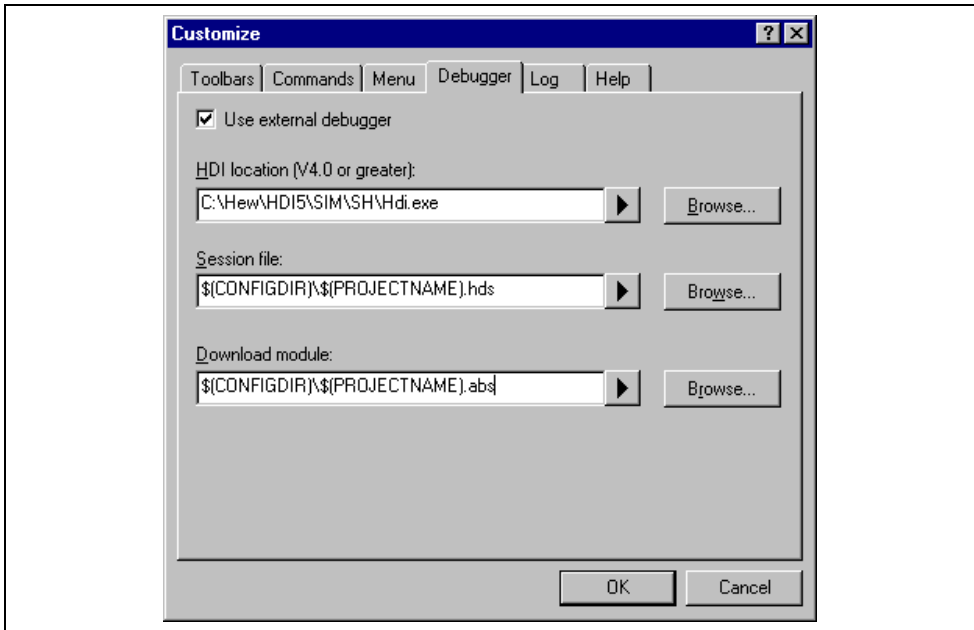 Customize
Toolbars Commands Menu Debugger Log Help
Use external debugger
HDI location (V4.0 or greater):
C:\Hew\HDI5\SIM\SH\Hdi.exe Browse...
Session file:
$(CONFIGDIR)\$(PROJECTNAME).hds Browse...
Download module:
$(CONFIGDIR)\$(PROJECTNAME).abs Browse...
OK Cancel